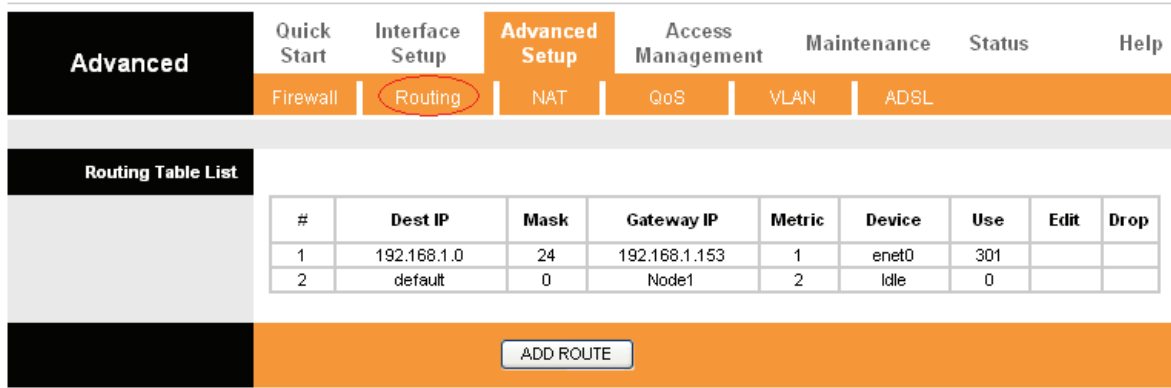 Advanced
Quick Start
Interface Setup
Advanced Setup
Access Management
Maintenance
Status
Help
Firewall
Routing
NAT
QoS
VLAN
ADSL
Routing Table List
# Dest IP Mask Gateway IP Metric Device Use Edit Drop
1 192.168.1.0 24 192.168.1.153 1 enet0 301
2 default 0 Node1 2 Idle 0
ADD ROUTE